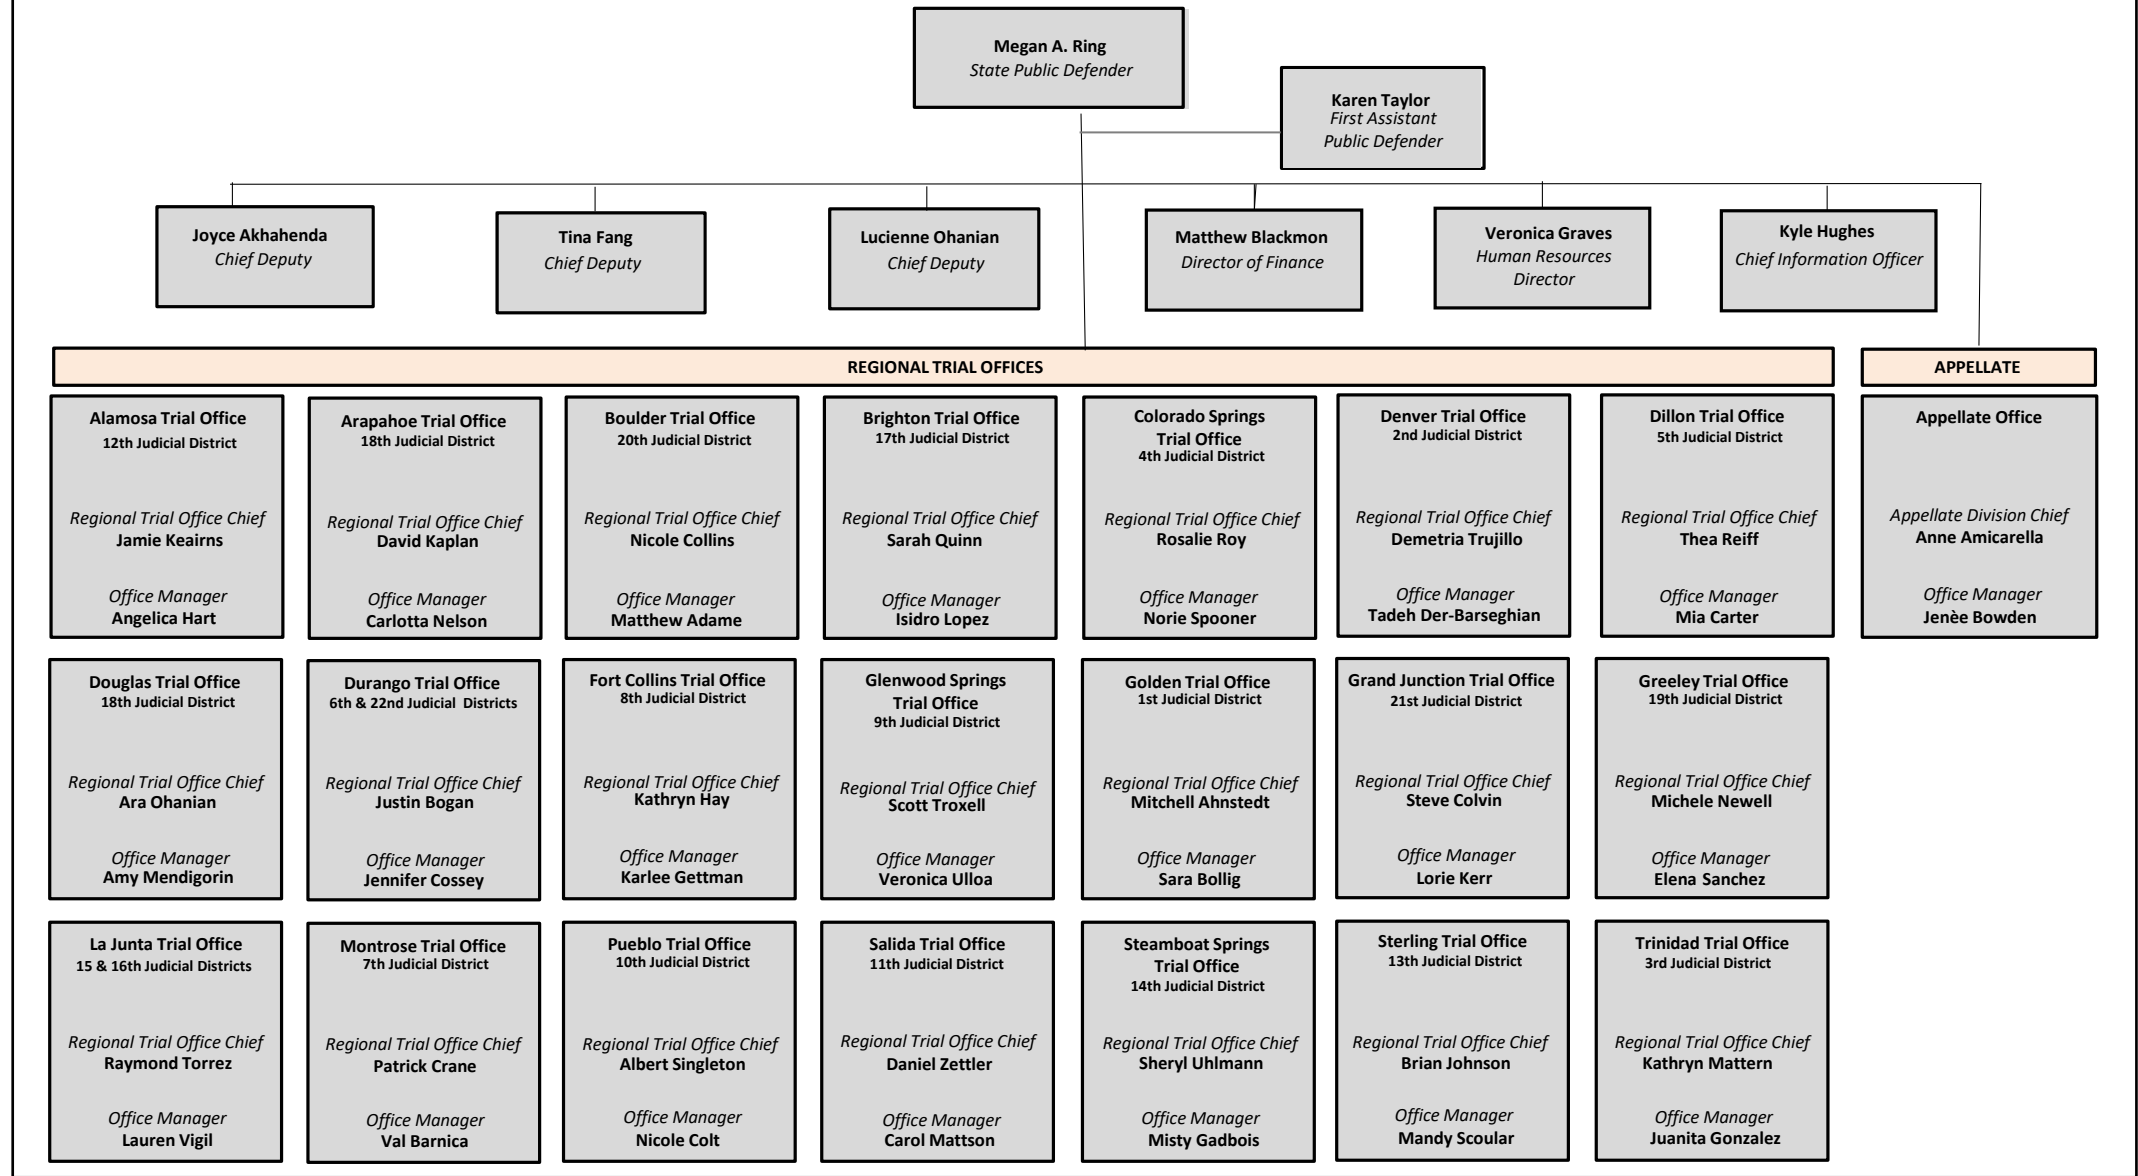 Megan A. Ring
State Public Defender
Karen Taylor
First Assistant
Public Defender
Joyce Akhahenda
Chief Deputy
Tina Fang
Chief Deputy
Lucienne Ohanian
Chief Deputy
Matthew Blackmon
Director of Finance
Veronica Graves
Human Resources
Director
Kyle Hughes
Chief Information Officer
REGIONAL TRIAL OFFICES
APPELLATE
Alamosa Trial Office
12th Judicial District
Regional Trial Office Chief
Jamie Keairns
Office Manager
Angelica Hart
Arapahoe Trial Office
18th Judicial District
Regional Trial Office Chief
David Kaplan
Office Manager
Carlotta Nelson
Boulder Trial Office
20th Judicial District
Regional Trial Office Chief
Nicole Collins
Office Manager
Matthew Adame
Brighton Trial Office
17th Judicial District
Regional Trial Office Chief
Sarah Quinn
Office Manager
Isidro Lopez
Colorado Springs
Trial Office
4th Judicial District
Regional Trial Office Chief
Rosalie Roy
Office Manager
Norie Spooner
Denver Trial Office
2nd Judicial District
Regional Trial Office Chief
Demetria Trujillo
Office Manager
Tadeh Der-Barseghian
Dillon Trial Office
5th Judicial District
Regional Trial Office Chief
Thea Reiff
Office Manager
Mia Carter
Appellate Office
Appellate Division Chief
Anne Amicarella
Office Manager
Jenèe Bowden
Douglas Trial Office
18th Judicial District
Regional Trial Office Chief
Ara Ohanian
Office Manager
Amy Mendigorin
Durango Trial Office
6th & 22nd Judicial Districts
Regional Trial Office Chief
Justin Bogan
Office Manager
Jennifer Cossey
Fort Collins Trial Office
8th Judicial District
Regional Trial Office Chief
Kathryn Hay
Office Manager
Karlee Gettman
Glenwood Springs
Trial Office
9th Judicial District
Regional Trial Office Chief
Scott Troxell
Office Manager
Veronica Ulloa
Golden Trial Office
1st Judicial District
Regional Trial Office Chief
Mitchell Ahnstedt
Office Manager
Sara Bollig
Grand Junction Trial Office
21st Judicial District
Regional Trial Office Chief
Steve Colvin
Office Manager
Lorie Kerr
Greeley Trial Office
19th Judicial District
Regional Trial Office Chief
Michele Newell
Office Manager
Elena Sanchez
La Junta Trial Office
15 & 16th Judicial Districts
Regional Trial Office Chief
Raymond Torrez
Office Manager
Lauren Vigil
Montrose Trial Office
7th Judicial District
Regional Trial Office Chief
Patrick Crane
Office Manager
Val Barnica
Pueblo Trial Office
10th Judicial District
Regional Trial Office Chief
Albert Singleton
Office Manager
Nicole Colt
Salida Trial Office
11th Judicial District
Regional Trial Office Chief
Daniel Zettler
Office Manager
Carol Mattson
Steamboat Springs
Trial Office
14th Judicial District
Regional Trial Office Chief
Sheryl Uhlmann
Office Manager
Misty Gadbois
Sterling Trial Office
13th Judicial District
Regional Trial Office Chief
Brian Johnson
Office Manager
Mandy Scoular
Trinidad Trial Office
3rd Judicial District
Regional Trial Office Chief
Kathryn Mattern
Office Manager
Juanita Gonzalez